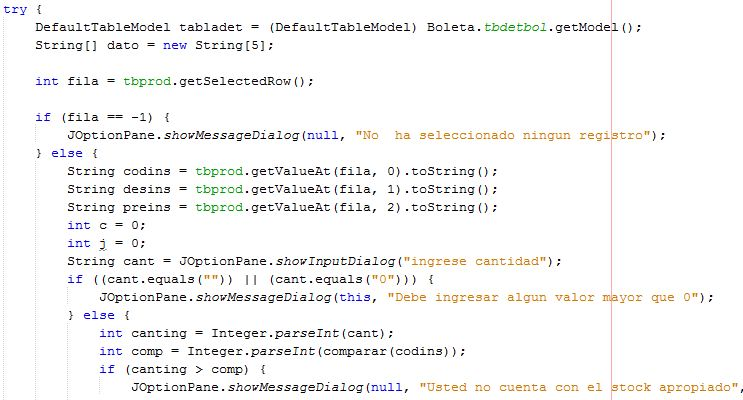 try {
DefaultTableModel tabladet = (DefaultTableModel) Boleta.tbdetbol.getModel();
String[] dato = new String[5];
int fila = tbprod.getSelectedRow();
if (fila == -1) {
JOptionPane.showMessageDialog(null, "No  ha seleccionado ningun registro");
} else {
String codins = tbprod.getValueAt(fila, 0).toString();
String desins = tbprod.getValueAt(fila, 1).toString();
String preins = tbprod.getValueAt(fila, 2).toString();
int c = 0;
int j = 0;
String cant = JOptionPane.showInputDialog("ingrese cantidad");
if ((cant.equals("")) || (cant.equals("0"))) {
JOptionPane.showMessageDialog(this, "Debe ingresar algun valor mayor que 0");
} else {
int canting = Integer.parseInt(cant);
int comp = Integer.parseInt(comparar(codins));
if (canting > comp) {
JOptionPane.showMessageDialog(null, "Usted no cuenta con el stock apropiado",